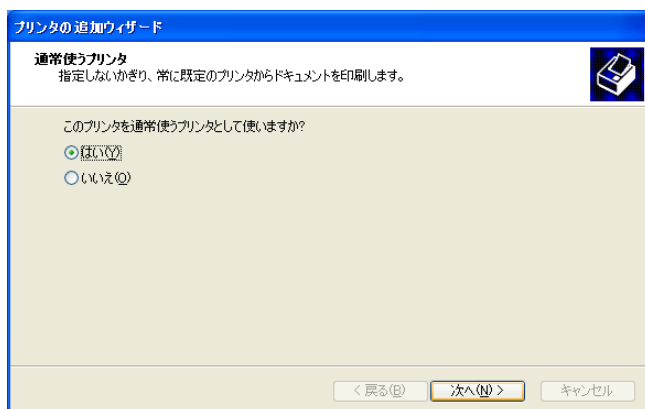 プリンタの追加ウィザード
通常使うプリンタ
指定しないかぎり、常に既定のプリンタからドキュメントを印刷します。
このプリンタを通常使うプリンタとして使いますか?
はい(Y)
いいえ(O)
< 戻る(B) 次へ(N) > キャンセル